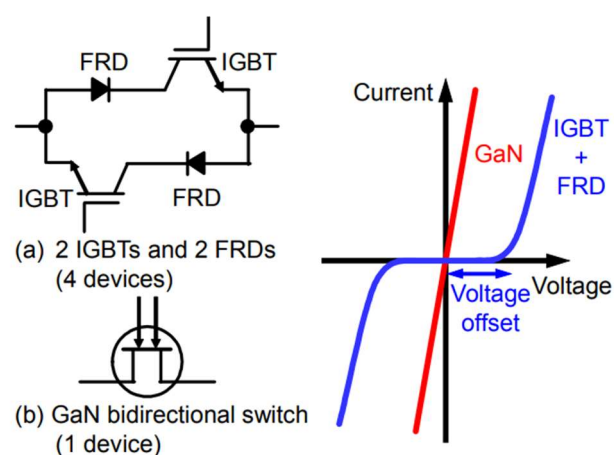 FRD
IGBT
IGBT
FRD
(a) 2 IGBTs and 2 FRDs
(4 devices)
(b) GaN bidirectional switch
(1 device)
Current
GaN
IGBT
+
FRD
Voltage
offset
Voltage